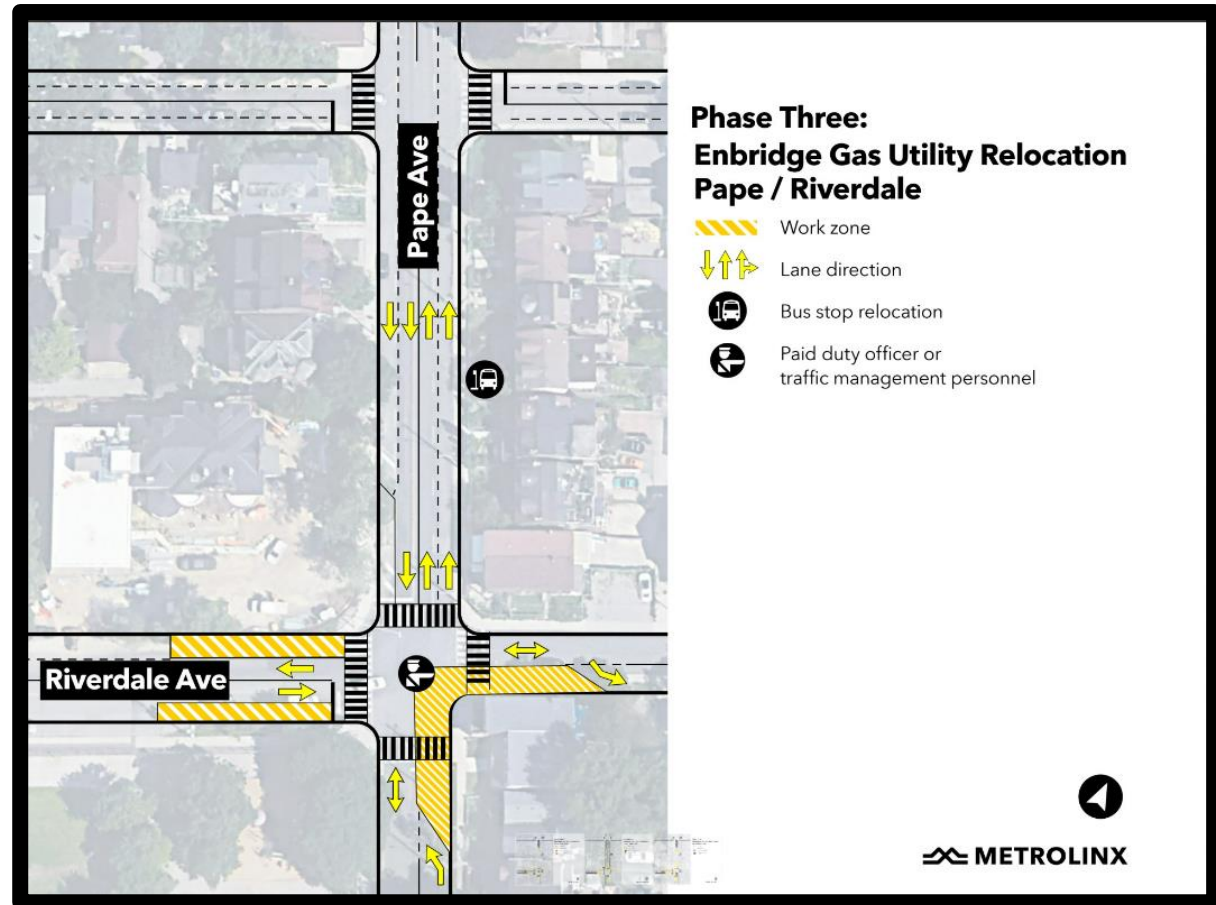 Phase Three:
Enbridge Gas Utility Relocation
Pape / Riverdale
Work zone
Lane direction
Bus stop relocation
Paid duty officer or
traffic management personnel
Pape Ave
Riverdale Ave
METROLINX